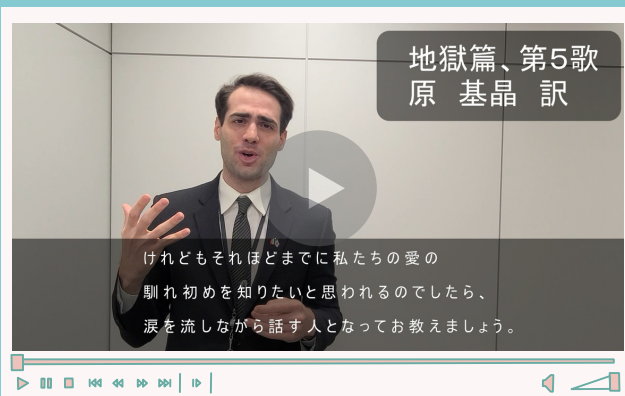 地獄篇、第5歌
原 基晶 訳
けれどもそれほどまでに私たちの愛の
馴れ初めを知りたいと思われるのでしたら、
涙を流しながら話す人となってお教えましょう。